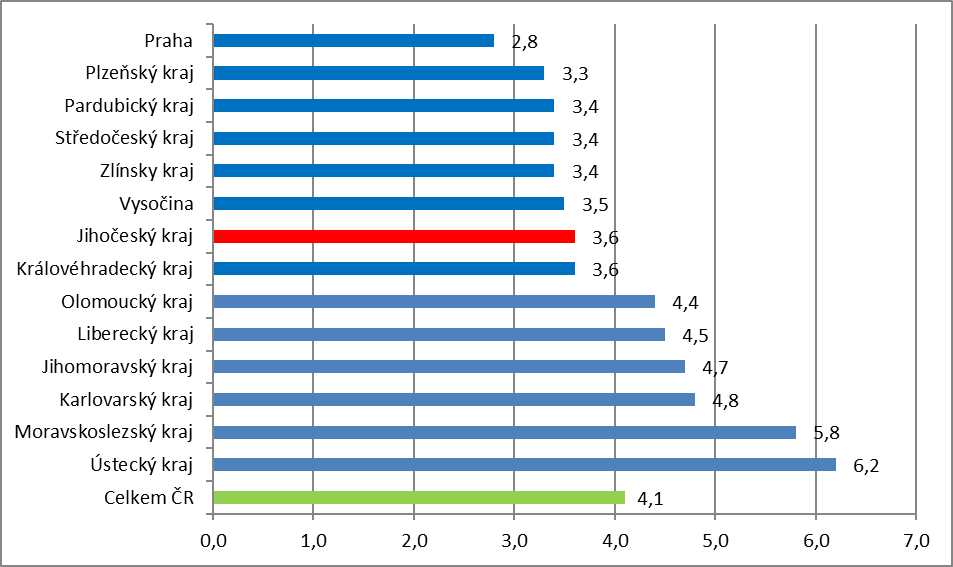 Praha 2,8
Plzeňský kraj 3,3
Pardubický kraj 3,4
Středočeský kraj 3,4
Zlínsky kraj 3,4
Vysočina 3,5
Jihočeský kraj 3,6
Královéhradecký kraj 3,6
Olomoucký kraj 4,4
Liberecký kraj 4,5
Jihomoravský kraj 4,7
Karlovarský kraj 4,8
Moravskoslezský kraj 5,8
Ústecký kraj 6,2
Celkem ČR 4,1
0,0 1,0 2,0 3,0 4,0 5,0 6,0 7,0